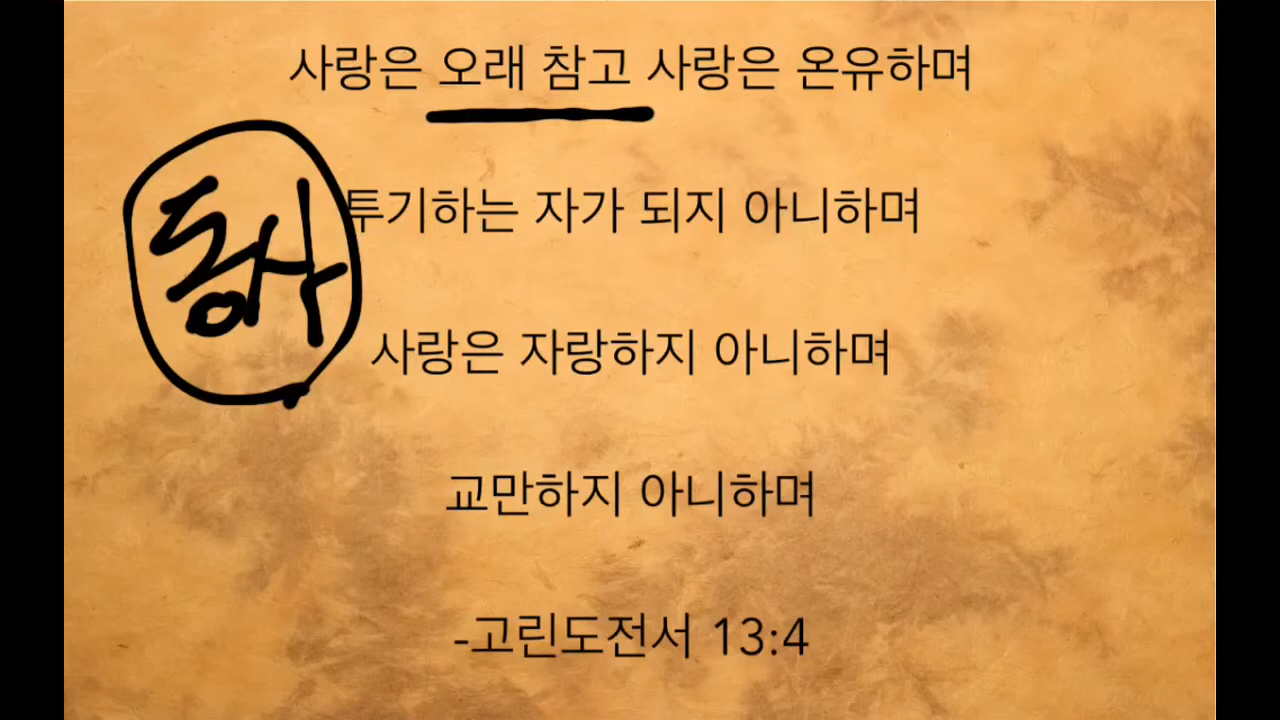 사랑은 오래 참고 사랑은 온유하며
동사
투기하는 자가 되지 아니하며
사랑은 자랑하지 아니하며
교만하지 아니하며
-고린도전서 13:4